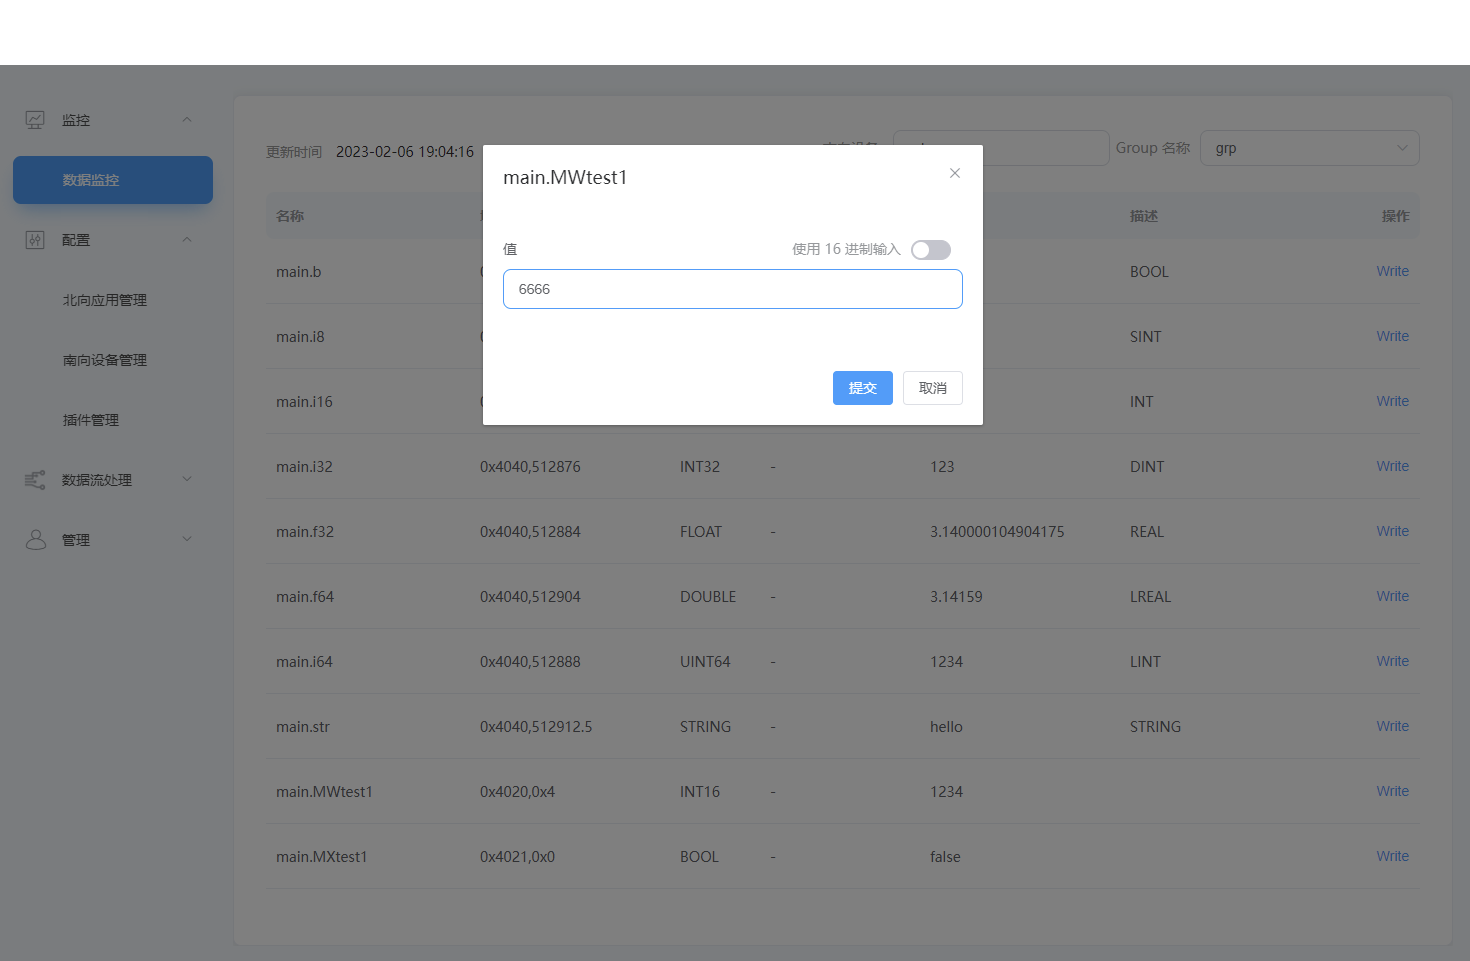 监控
数据监控
配置
北向应用管理
南向设备管理
插件管理
数据流处理
管理
更新时间 2023-02-06 19:04:16
Group 名称 grp
名称 描述 操作
main.b BOOL Write
main.i8 SINT Write
main.i16 INT Write
main.i32 0x4040,512876 INT32 - 123 DINT Write
main.f32 0x4040,512884 FLOAT - 3.140000104904175 REAL Write
main.f64 0x4040,512904 DOUBLE - 3.14159 LREAL Write
main.i64 0x4040,512888 UINT64 - 1234 LINT Write
main.str 0x4040,512912.5 STRING - hello STRING Write
main.MWtest1 0x4020,0x4 INT16 - 1234 Write
main.MXtest1 0x4021,0x0 BOOL - false Write
main.MWtest1
值 使用 16 进制输入
6666
提交 取消